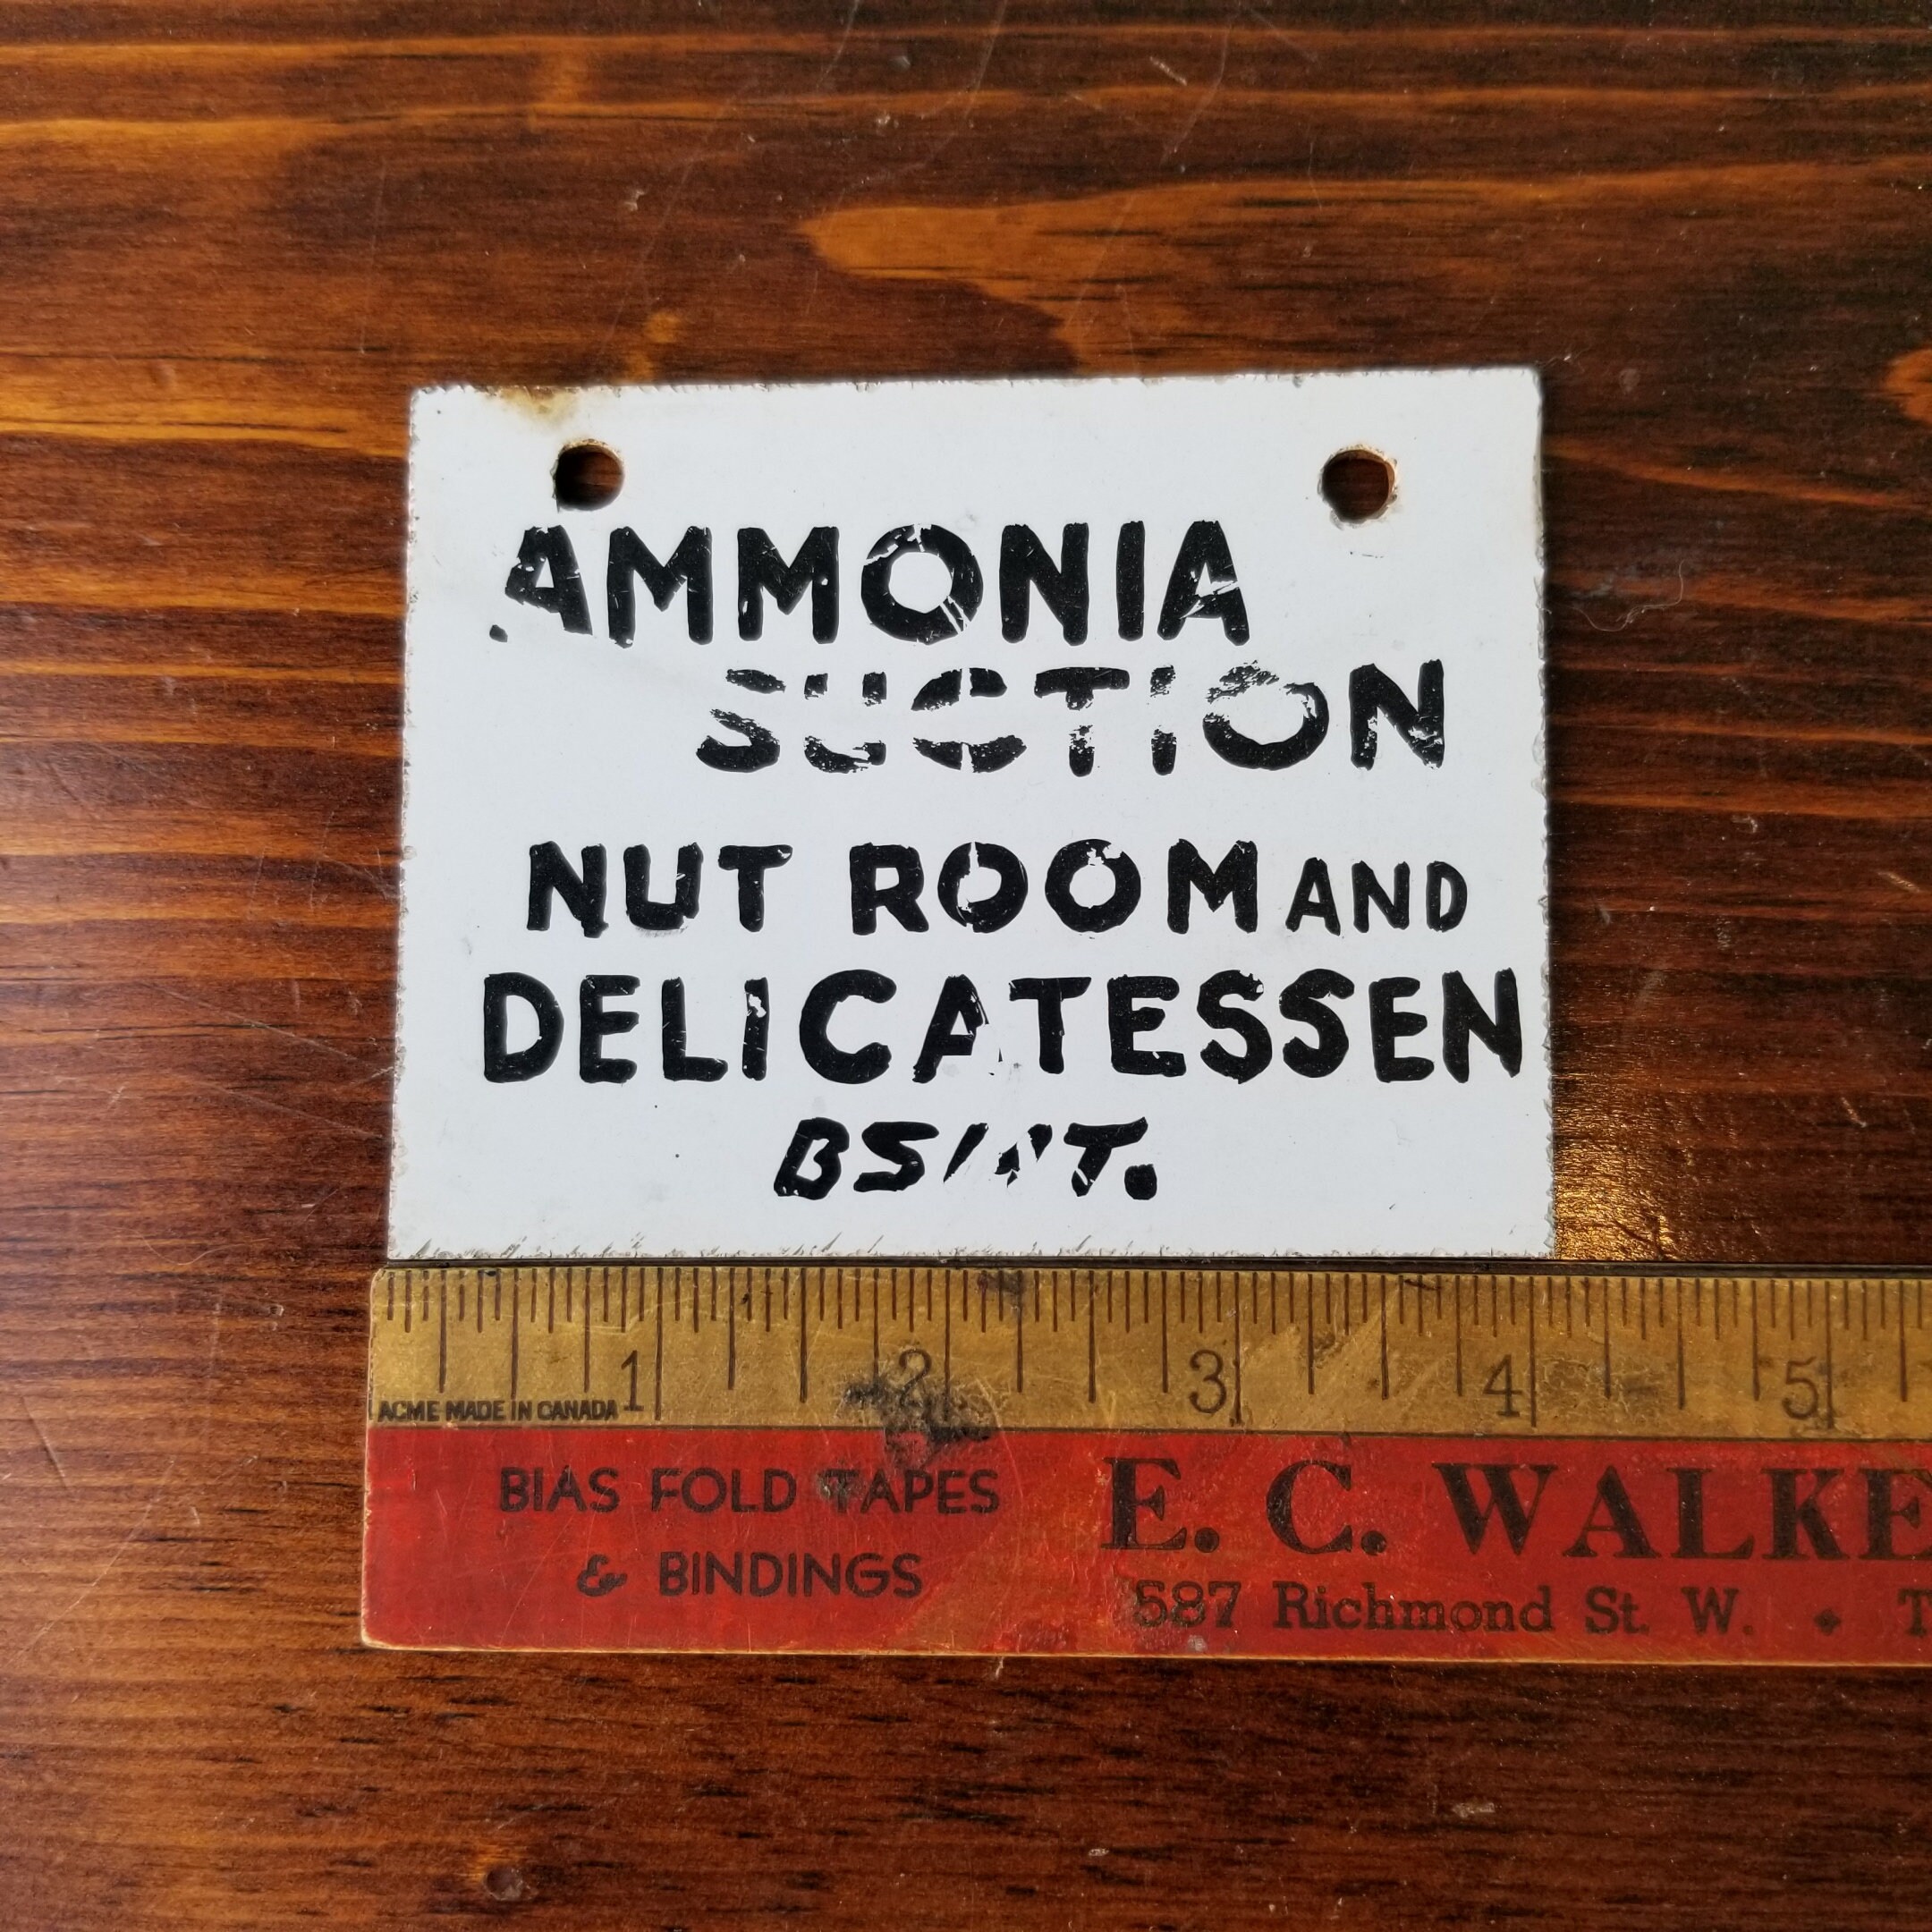 AMMONIA
SUCTION
NUT ROOM AND
DELICATESSEN
BSMT.
1 2 3 4 5
ACME MADE IN CANADA
BIAS FOLD TAPES
& BINDINGS
E. C. WALKE
587 Richmond St. W. • T